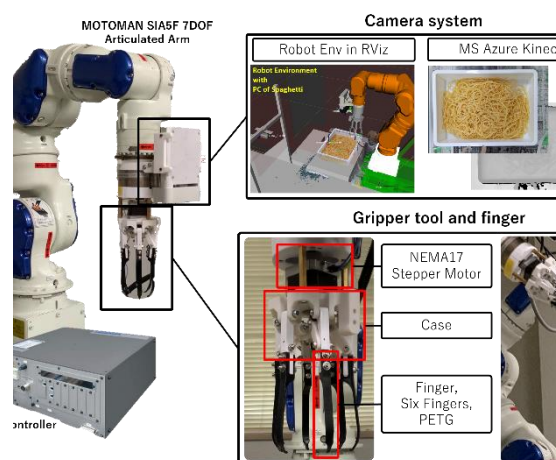 MOTOMAN SIA5F 7DOF
Articulated Arm
Camera system
Robot Env in RViz
MS Azure Kinec
Robot Environment
with
PC of Spaghetti
Gripper tool and finger
NEMA17
Stepper Motor
Case
Finger,
Six Fingers,
PETG
ontroller